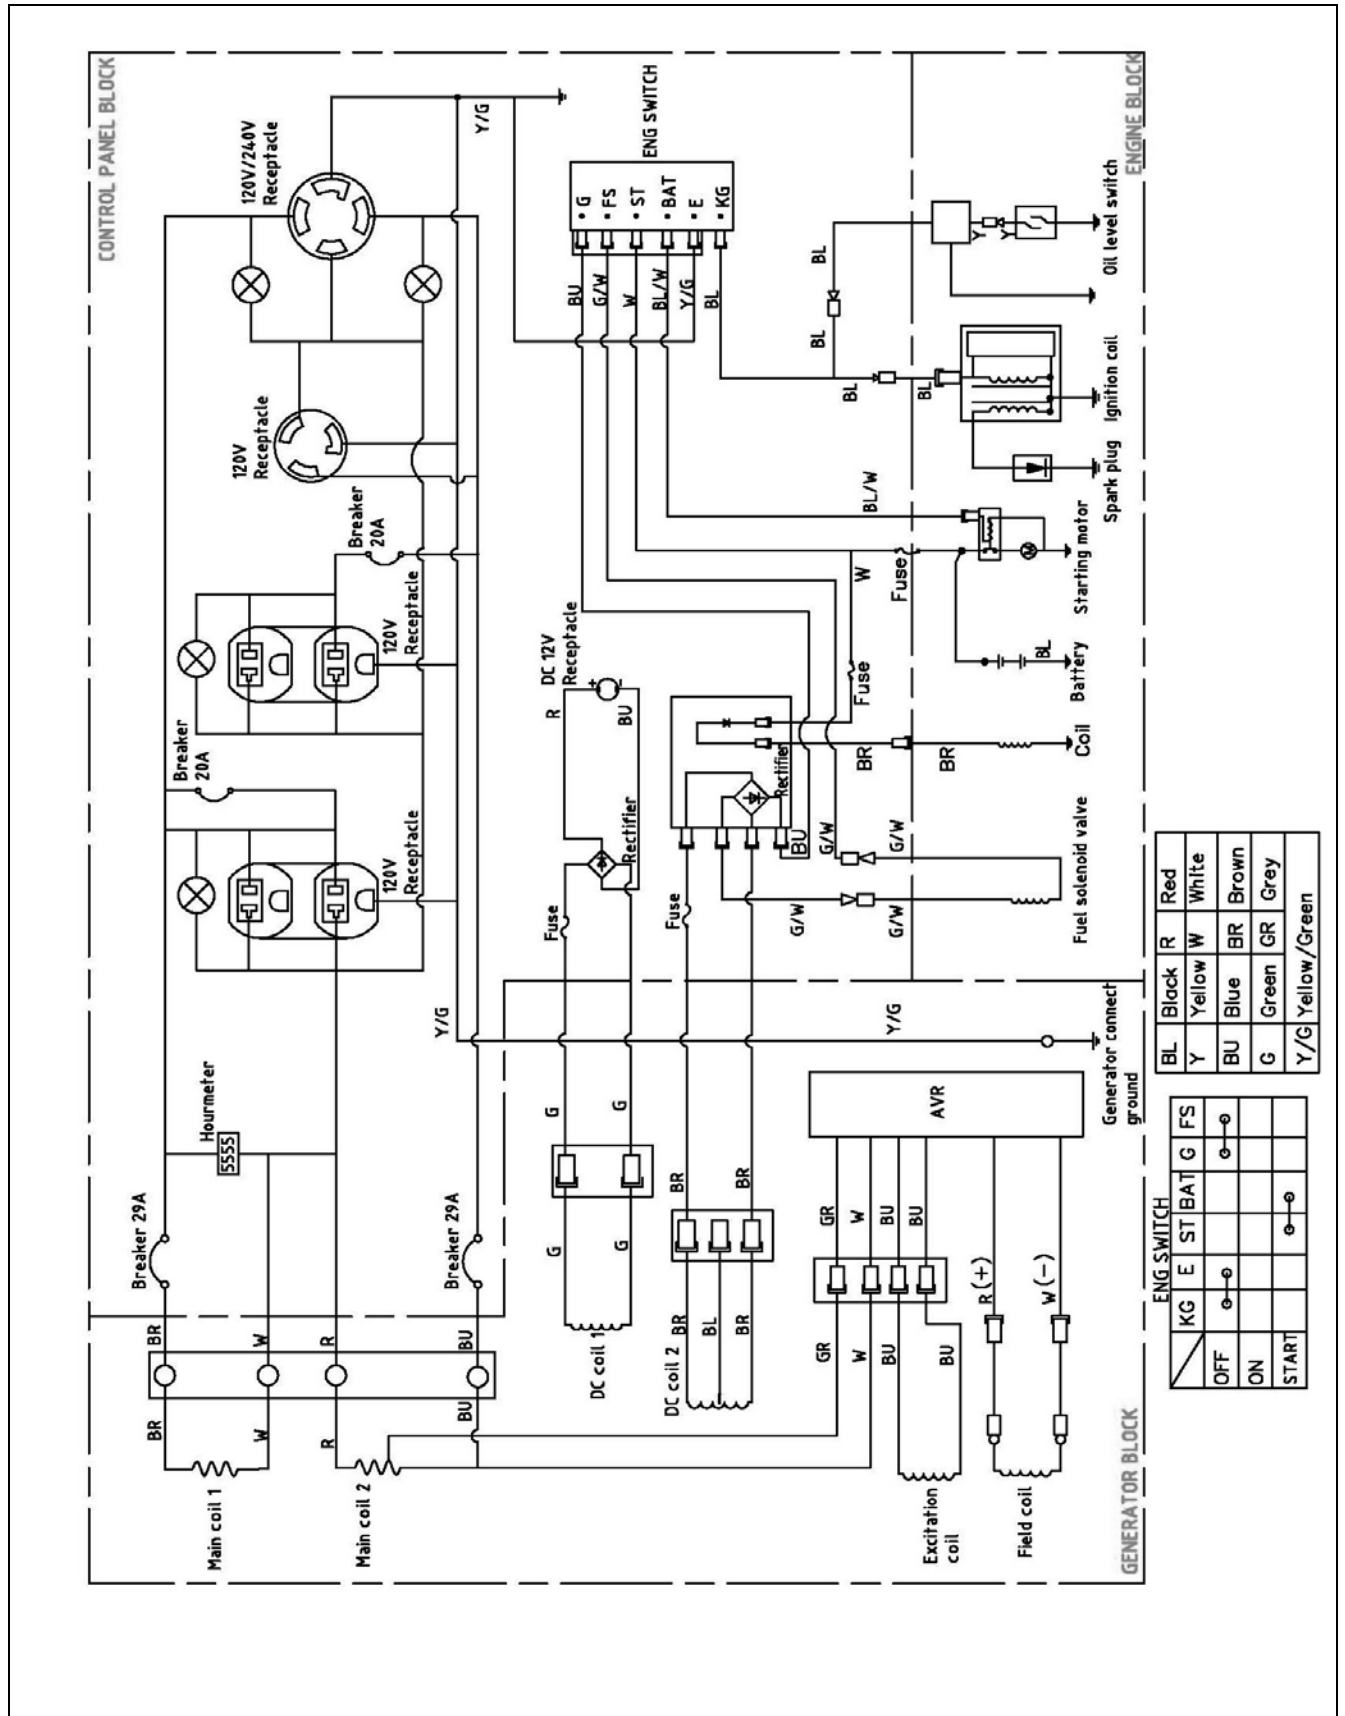 CONTROL PANEL BLOCK
ENGINE BLOCK
GENERATOR BLOCK
120V/240V
Receptacle
Y/G
ENG SWITCH
G
FS
ST
BAT
E
KG
BU
G/W
W
BL/W
Y/G
BL
BL
BL
BL
BL
Y
Y
Oil level switch
Ignition coil
Spark plug
BL/W
Starting motor
Fuse
W
Fuse
BL
Battery
BR
BR
Coil
120V
Receptacle
Breaker
20A
120V
Receptacle
Breaker
20A
120V
Receptacle
DC 12V
Receptacle
R
BU
+
-
Rectifier
Rectifier
Fuse
Fuse
BU
G/W
G/W
G/W
G/W
Fuel solenoid valve
Y/G
Y/G
Generator connect
ground
Hourmeter
5555
Breaker 29A
Breaker 29A
G
G
G
G
DC coil 1
BR
BR
BR
BL
BR
DC coil 2
AVR
GR
W
BU
BU
GR
W
BU
BU
R(+)
W(-)
BR
W
R
BU
BR
W
R
BU
Main coil 1
Main coil 2
Excitation
coil
Field coil
M
BL Black R Red
Y Yellow W White
BU Blue BR Brown
G Green GR Grey
Y/G Yellow/Green
ENG SWITCH
KG E ST BAT G FS
OFF
ON
START